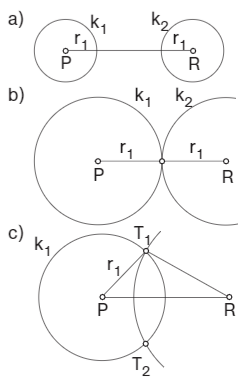 a)
k₁ k₂
r₁ r₁
P R
b)
k₁ k₂
r₁ r₁
P R
c)
k₁ T₁
r₁
P R
T₂